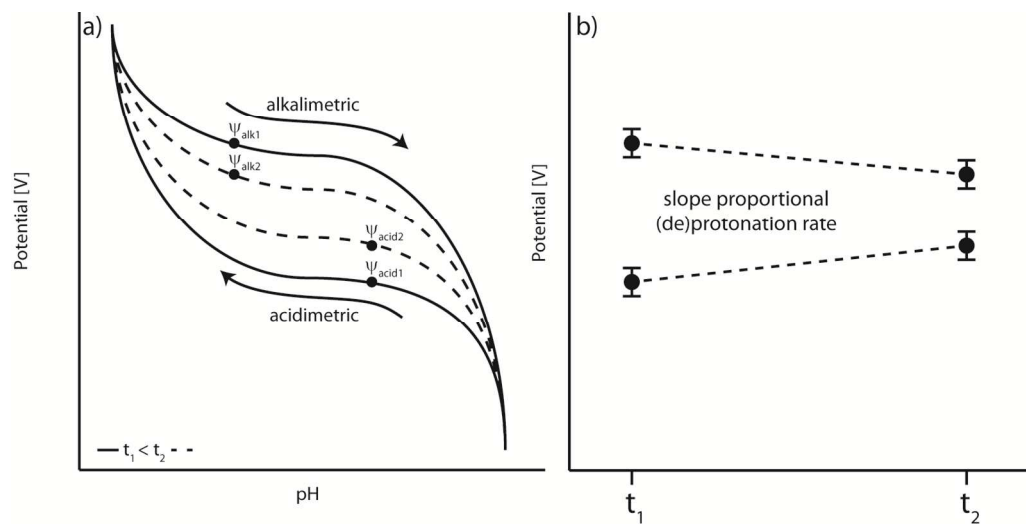 a)
alkalimetric
Ψalk1
Ψalk2
Ψacid2
Ψacid1
acidimetric
t1 < t2
Potential [V]
pH
b)
slope proportional
(de)protonation rate
Potential [V]
t1
t2